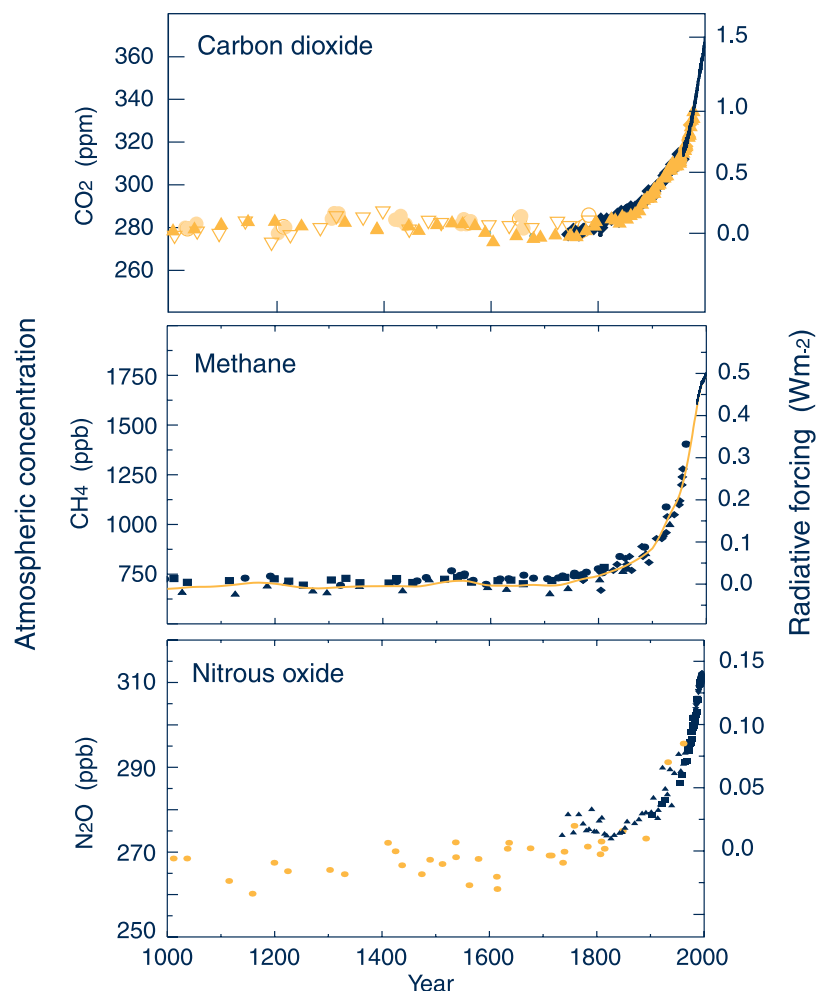 Carbon dioxide
360
340
320
300
280
260
CO2 (ppm)
1.5
1.0
0.5
0.0
Methane
1750
1500
1250
1000
750
CH4 (ppb)
0.5
0.4
0.3
0.2
0.1
0.0
Atmospheric concentration
Radiative forcing (Wm-2)
Nitrous oxide
310
290
270
250
N2O (ppb)
0.15
0.10
0.05
0.0
1000 1200 1400 1600 1800 2000
Year